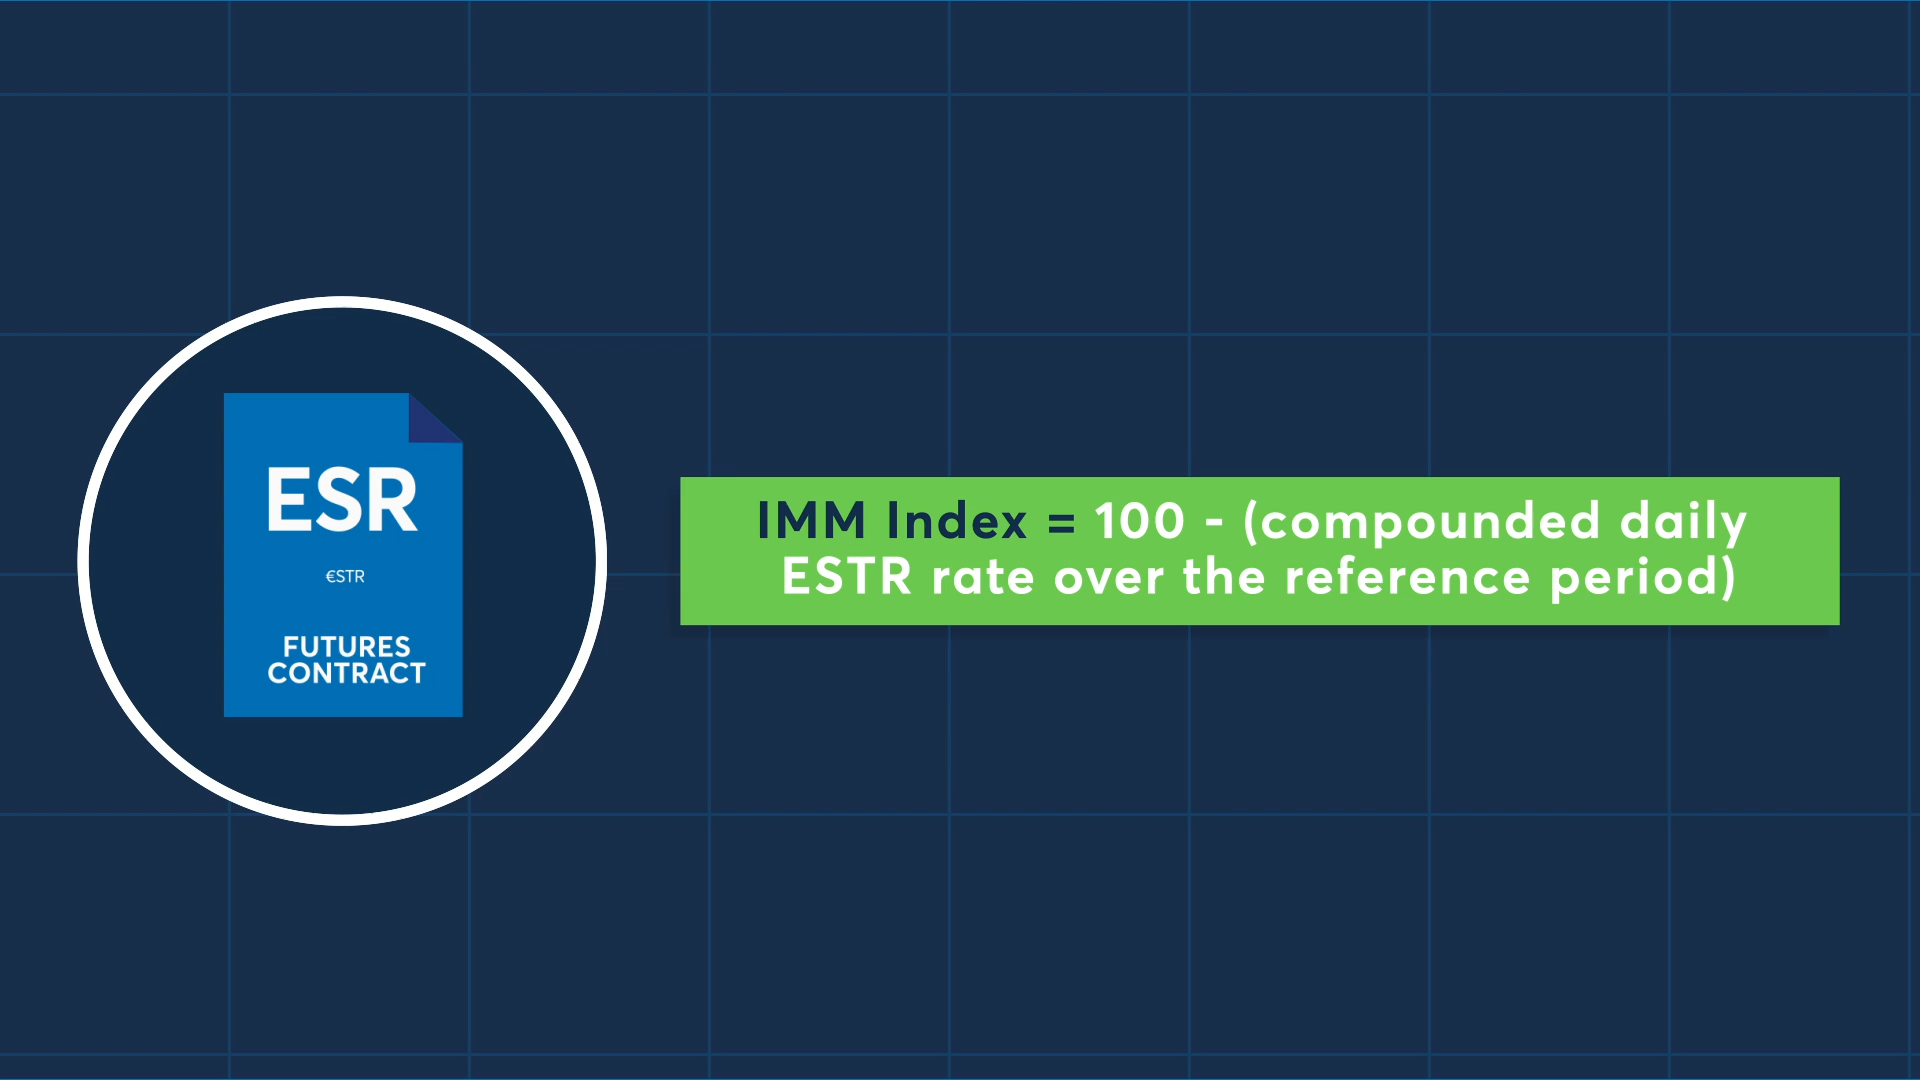 ESR
€STR
FUTURES
CONTRACT
IMM Index = 100 - (compounded daily
ESTR rate over the reference period)